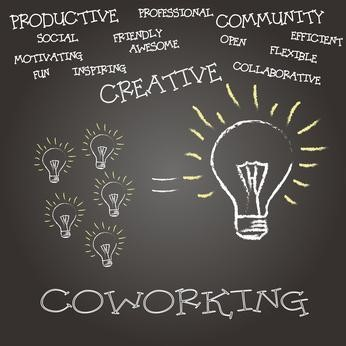 PRODUCTIVE PROFESSIONAL COMMUNITY
SOCIAL FRIENDLY OPEN EFFICIENT
MOTIVATING AWESOME FLEXIBLE
FUN INSPIRING CREATIVE COLLABORATIVE
=
COWORKING